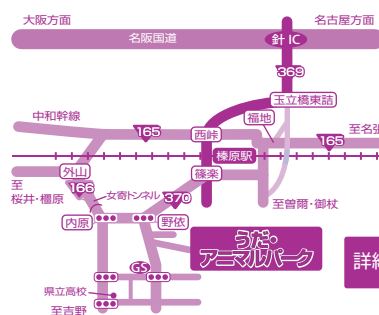 大阪方面
名古屋方面
名阪国道
針IC
369
玉立橋東詰
福地
中和幹線
165
西峠
165
至名張
榛原駅
外山
篠楽
至
桜井・橿原
166
女寄トンネル
370
至曽爾・御杖
内原
野依
うだ・
アニマルパーク
GS
詳細
県立高校
至吉野